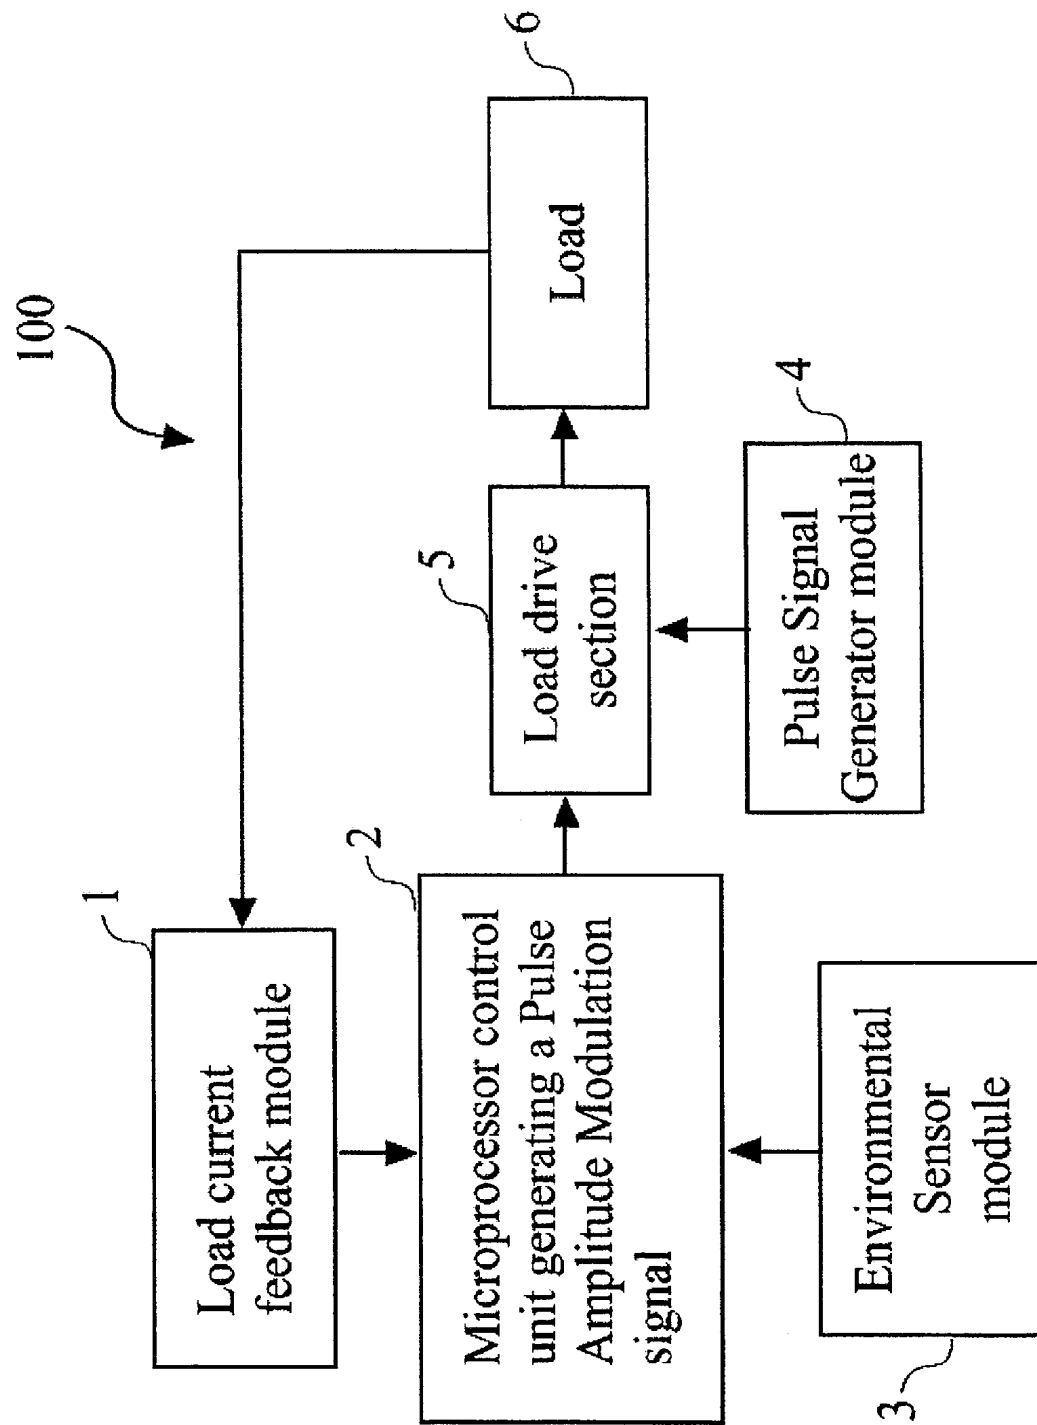 100
1
Load current
feedback module
2
Microprocessor control
unit generating a Pulse
Amplitude Modulation
signal
3
Environmental
Sensor
module
5
Load drive
section
4
Pulse Signal
Generator module
6
Load